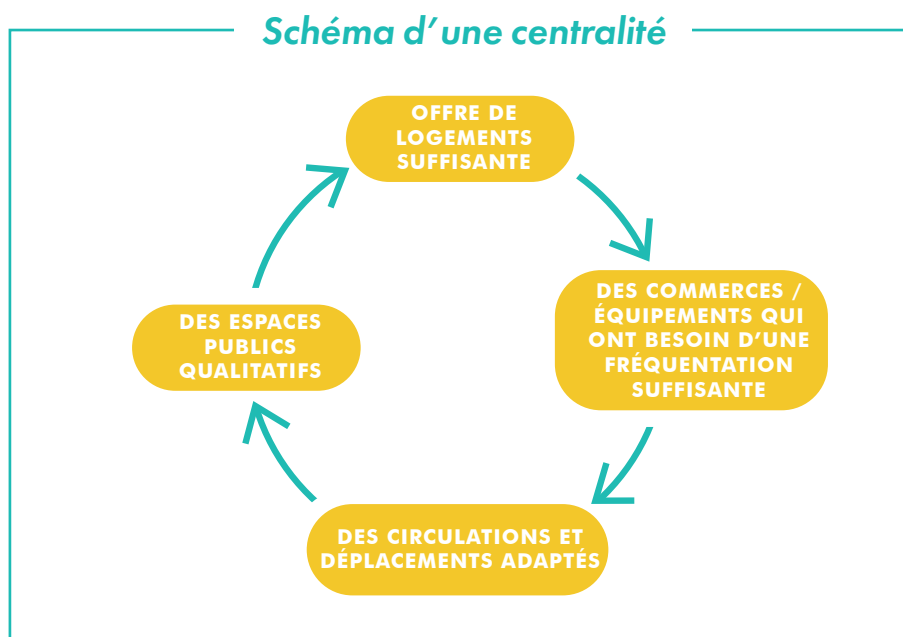 Schéma d'une centralité
OFFRE DE
LOGEMENTS
SUFFISANTE
DES COMMERCES /
ÉQUIPEMENTS QUI
ONT BESOIN D'UNE
FRÉQUENTATION
SUFFISANTE
DES CIRCULATIONS ET
DÉPLACEMENTS ADAPTÉS
DES ESPACES
PUBLICS
QUALITATIFS